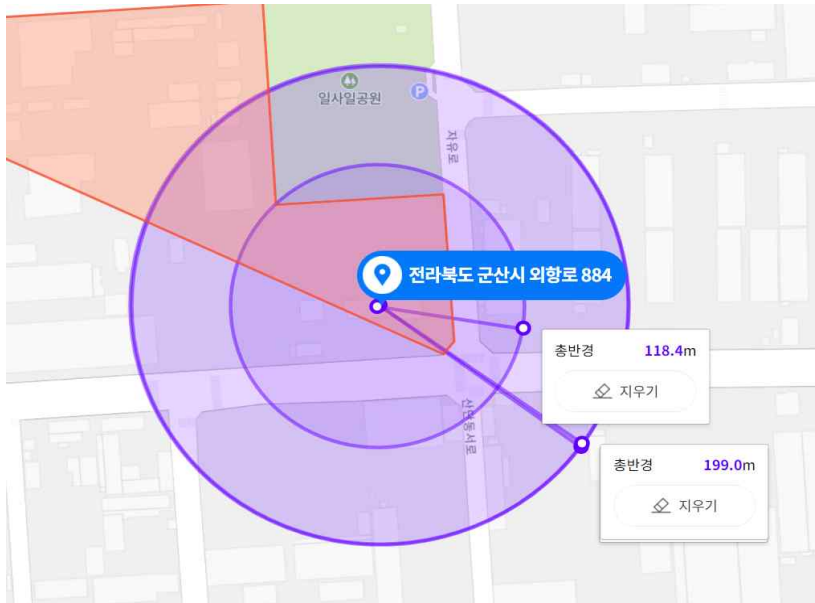 일사일공원
P
자유로
전라북도 군산시 외항로 884
총반경 118.4m
지우기
산단동서로
총반경 199.0m
지우기